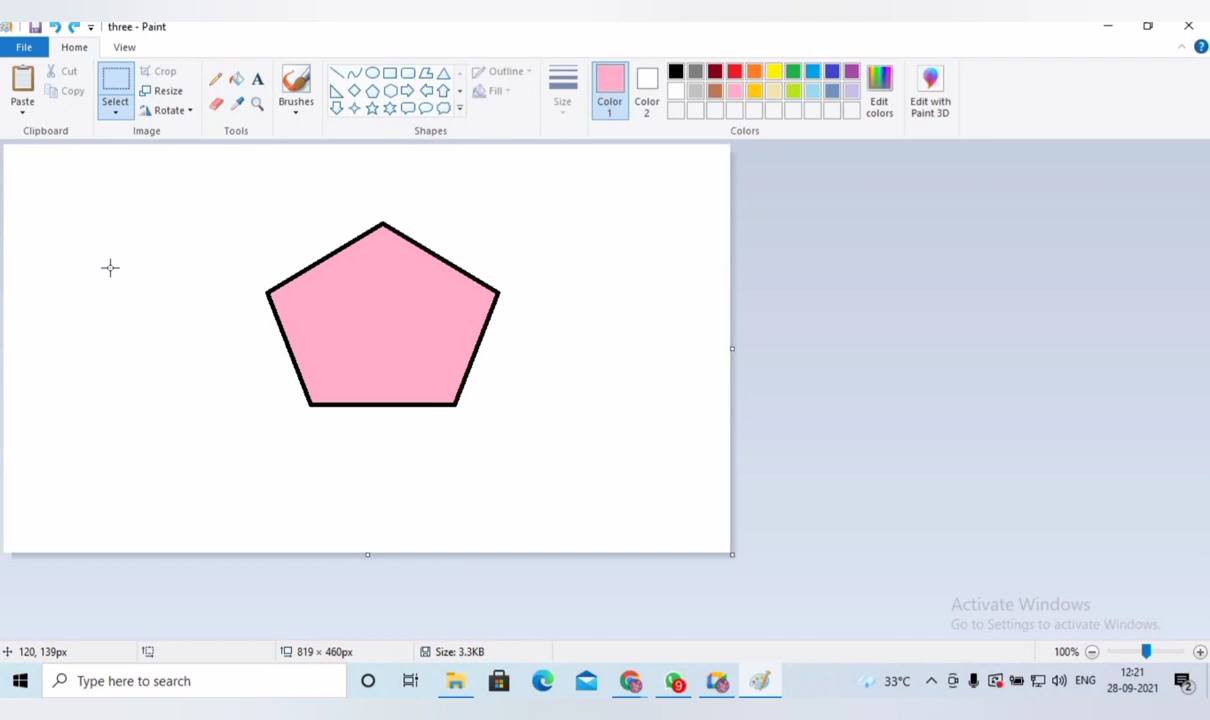 three - Paint
File Home View
Paste
Cut
Copy
Clipboard
Select
Crop
Resize
Rotate
Image
A
Tools
Brushes
Outline
Fill
Shapes
Size
Color 1
Color 2
Edit colors
Colors
Edit with Paint 3D
Activate Windows
Go to Settings to activate Windows.
120, 139px
819 × 460px
Size: 3.3KB
100%
Type here to search
9
33°C
ENG
12:21
28-09-2021
2